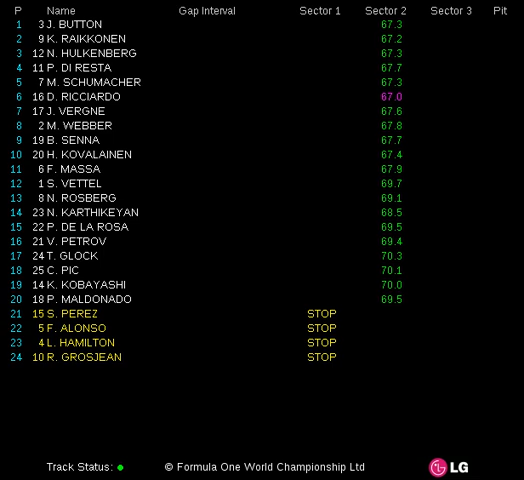 P Name Gap Interval Sector 1 Sector 2 Sector 3 Pit
1 3 J. BUTTON 67.3
2 9 K. RAIKKONEN 67.2
3 12 N. HULKENBERG 67.3
4 11 P. DI RESTA 67.7
5 7 M. SCHUMACHER 67.3
6 16 D. RICCIARDO 67.0
7 17 J. VERGNE 67.6
8 2 M. WEBBER 67.8
9 19 B. SENNA 67.7
10 20 H. KOVALAINEN 67.4
11 6 F. MASSA 67.9
12 1 S. VETTEL 69.7
13 8 N. ROSBERG 69.1
14 23 N. KARTHIKEYAN 68.5
15 22 P. DE LA ROSA 69.5
16 21 V. PETROV 69.4
17 24 T. GLOCK 70.3
18 25 C. PIC 70.1
19 14 K. KOBAYASHI 70.0
20 18 P. MALDONADO 69.5
21 15 S. PEREZ STOP
22 5 F. ALONSO STOP
23 4 L. HAMILTON STOP
24 10 R. GROSJEAN STOP
Track Status: © Formula One World Championship Ltd LG